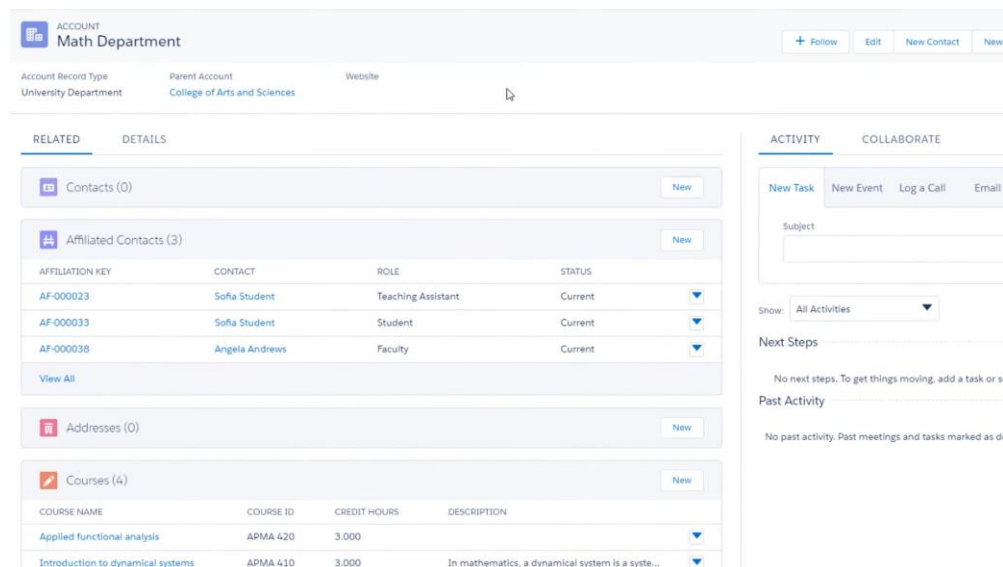 ACCOUNT
Math Department
+ Follow Edit New Contact New
Account Record Type Parent Account Website
University Department College of Arts and Sciences
RELATED DETAILS
Contacts (0) New
Affiliated Contacts (3) New
AFFILIATION KEY CONTACT ROLE STATUS
AF-000023 Sofia Student Teaching Assistant Current
AF-000033 Sofia Student Student Current
AF-000038 Angela Andrews Faculty Current
View All
Addresses (0) New
Courses (4) New
COURSE NAME COURSE ID CREDIT HOURS DESCRIPTION
Applied functional analysis APMA 420 3.000
Introduction to dynamical systems APMA 410 3.000 In mathematics, a dynamical system is a syste...
ACTIVITY COLLABORATE
New Task New Event Log a Call Email
Subject
Show: All Activities
Next Steps
No next steps. To get things moving, add a task or s
Past Activity
No past activity. Past meetings and tasks marked as d